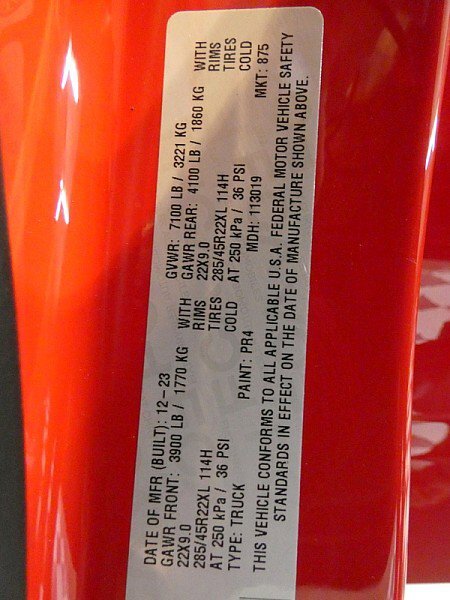 DATE OF MFR (BUILT): 12-23 GVWR: 7100 LB / 3221 KG
GAWR FRONT: 3900 LB / 1770 KG WITH GAWR REAR: 4100 LB / 1860 KG WITH
22X9.0 RIMS 22X9.0 RIMS
285/45R22XL 114H TIRES 285/45R22XL 114H TIRES
AT 250 kPa / 36 PSI COLD AT 250 kPa / 36 PSI COLD
TYPE: TRUCK PAINT: PR4 MDH: 113019 MKT: 875
THIS VEHICLE CONFORMS TO ALL APPLICABLE U.S.A. FEDERAL MOTOR VEHICLE SAFETY
STANDARDS IN EFFECT ON THE DATE OF MANUFACTURE SHOWN ABOVE.